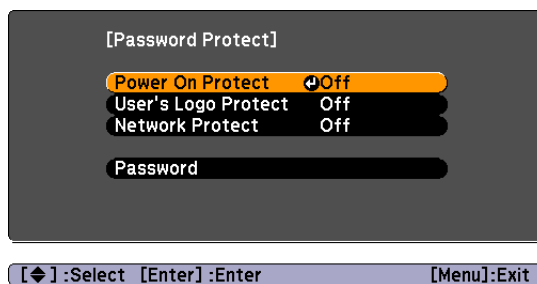 [Password Protect]
Power On Protect Off
User's Logo Protect Off
Network Protect Off
Password
[◆] :Select [Enter] :Enter [Menu]:Exit